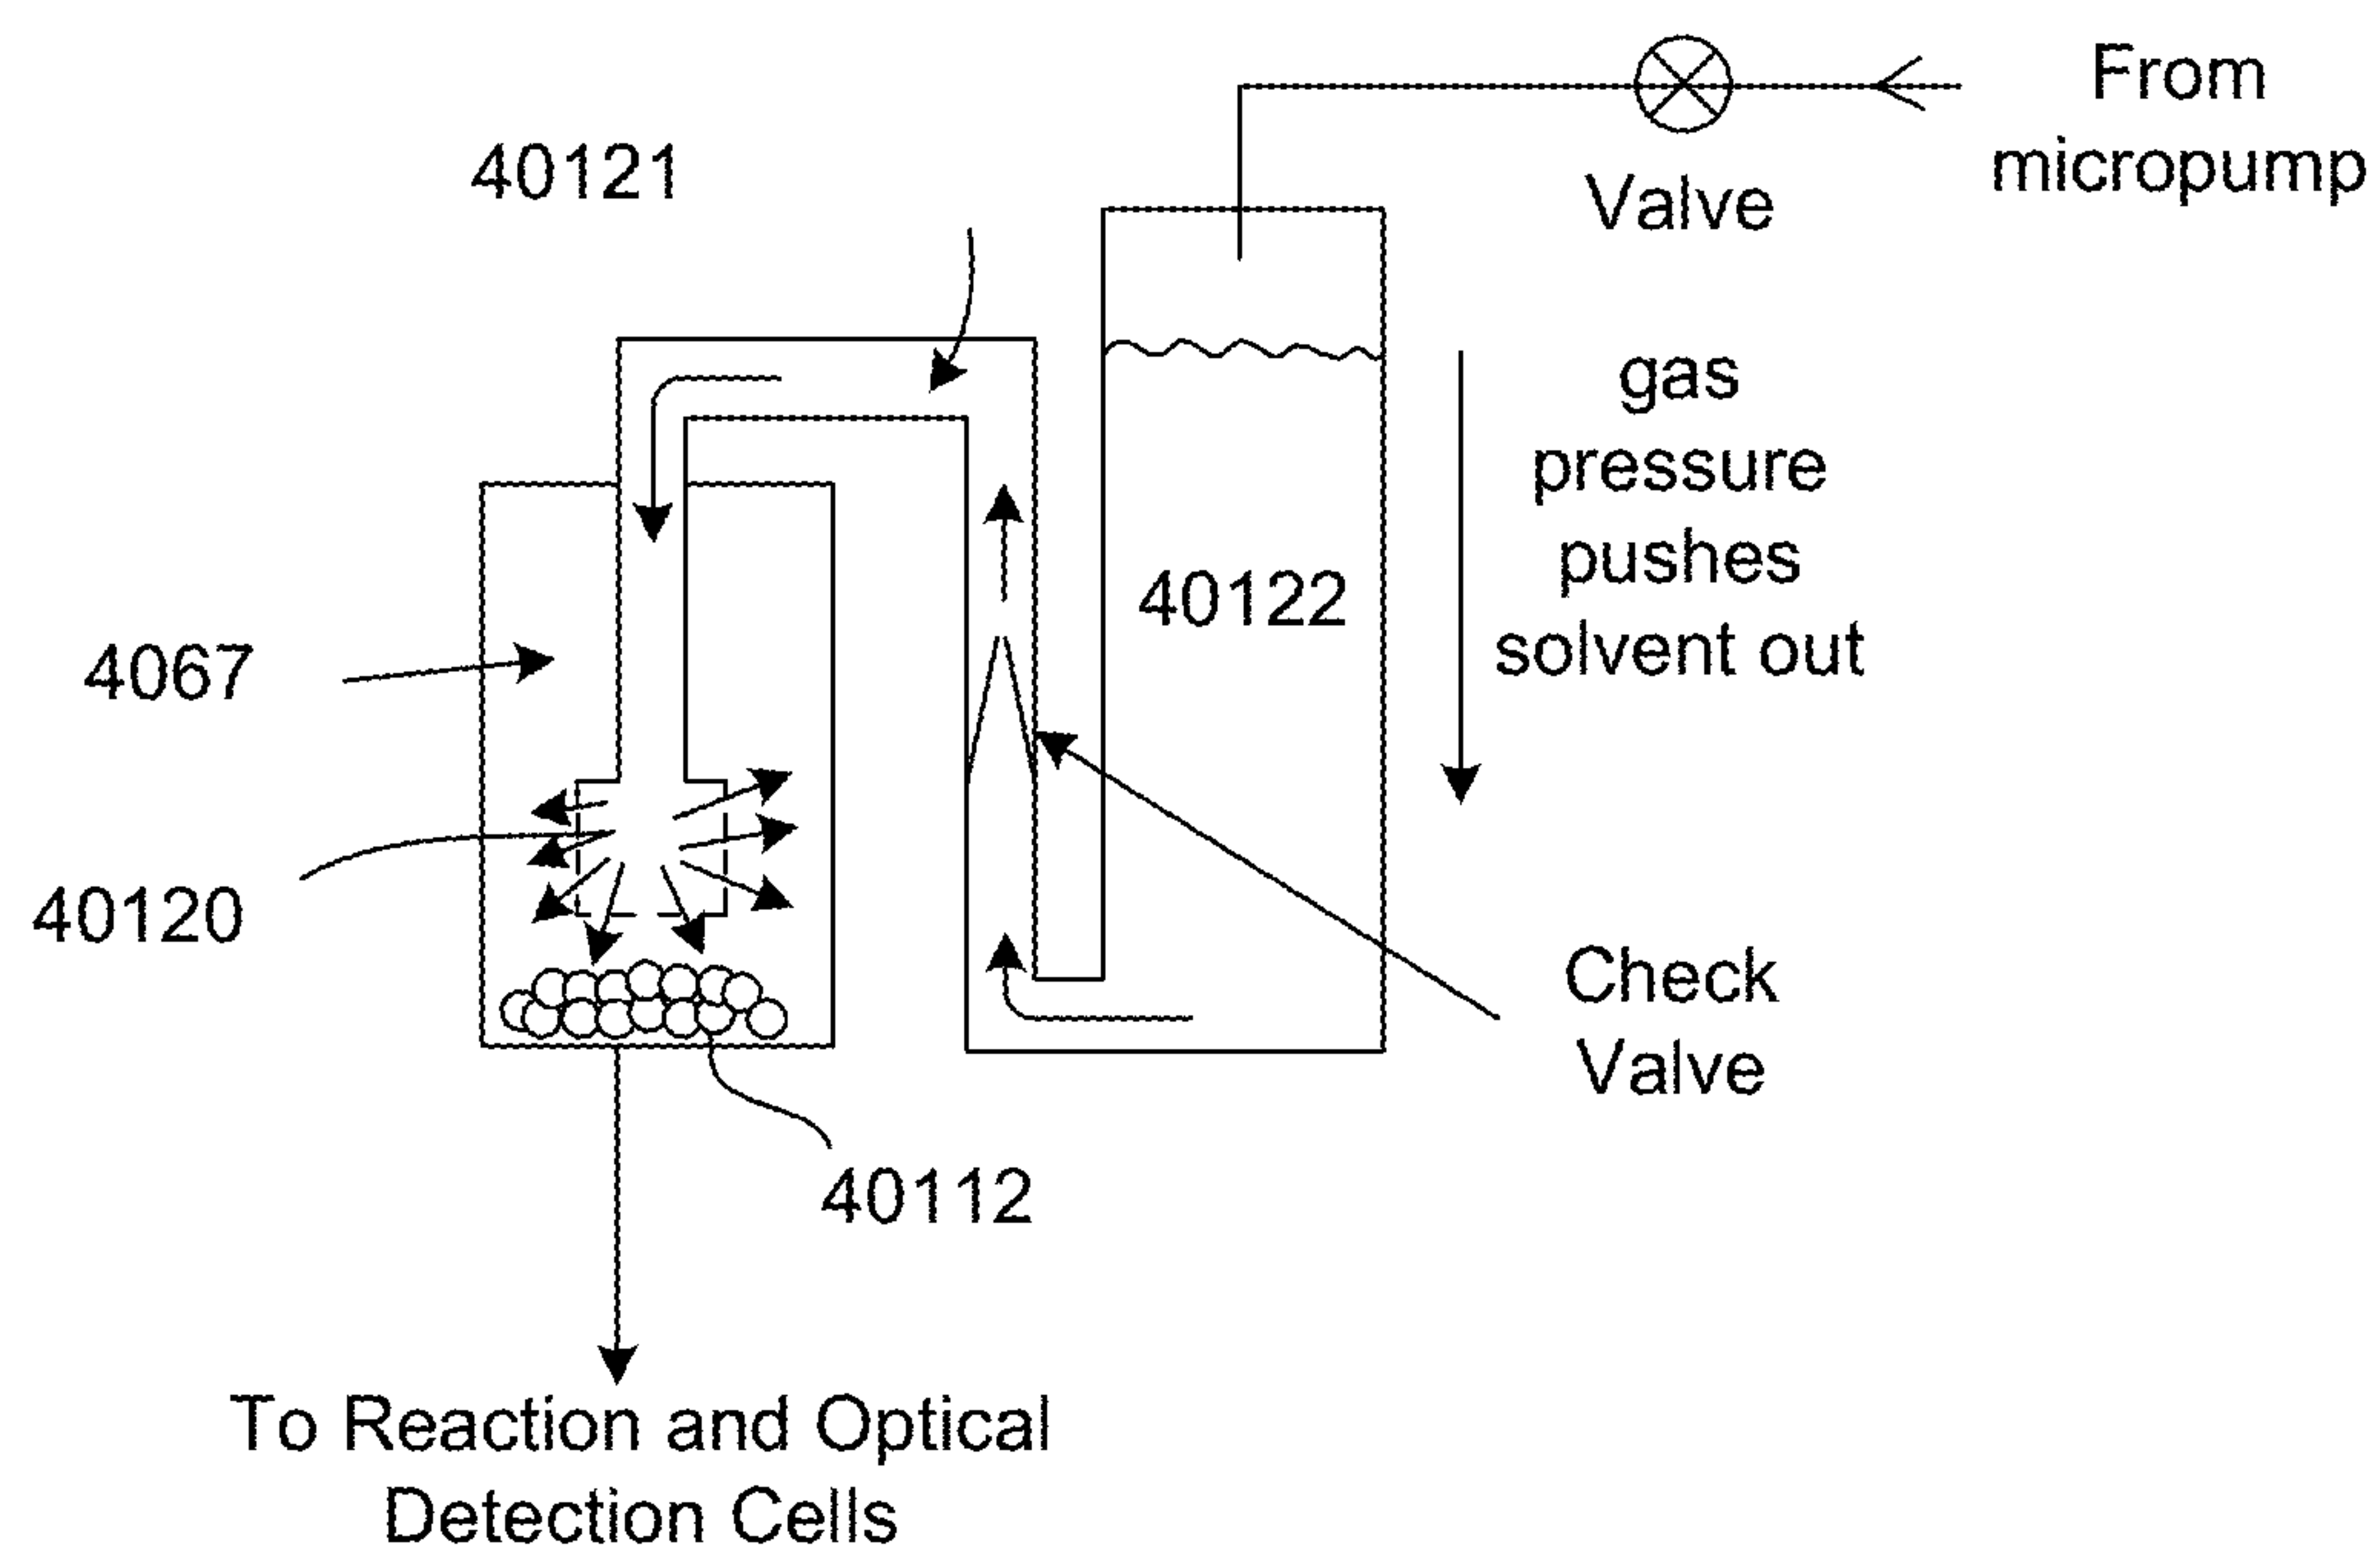 From
micropump
Valve
40121
gas
pressure
pushes
solvent out
40122
4067
40120
Check
Valve
40112
To Reaction and Optical
Detection Cells